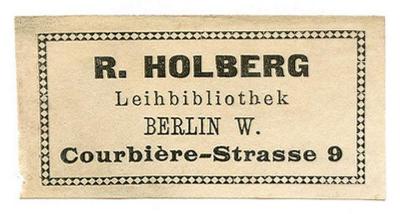 R. HOLBERG
Leihbibliothek
BERLIN W.
Courbière-Strasse 9